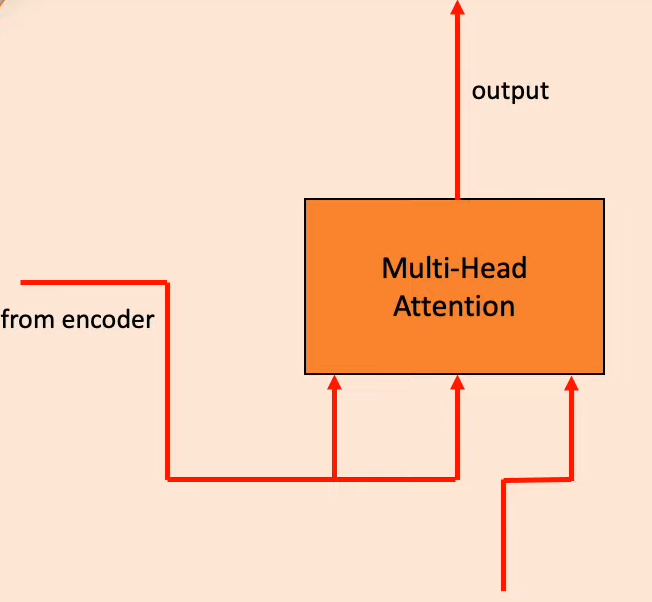 output
Multi-Head
Attention
from encoder